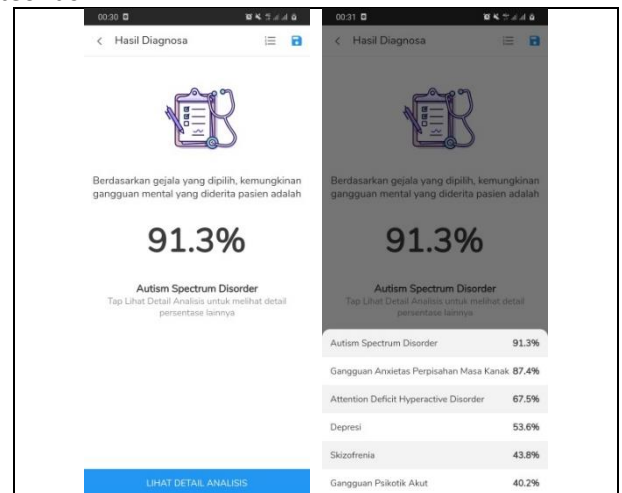 00:30
Hasil Diagnosa
Berdasarkan gejala yang dipilih, kemungkinan
gangguan mental yang diderita pasien adalah
91.3%
Autism Spectrum Disorder
Tap Lihat Detail Analisis untuk melihat detail
persentase lainnya
LIHAT DETAIL ANALISIS
00:31
Hasil Diagnosa
Berdasarkan gejala yang dipilih, kemungkinan
gangguan mental yang diderita pasien adalah
91.3%
Autism Spectrum Disorder
Tap Lihat Detail Analisis untuk melihat detail
persentase lainnya
Autism Spectrum Disorder 91.3%
Gangguan Anxietas Perpisahan Masa Kanak 87.4%
Attention Deficit Hyperactive Disorder 67.5%
Depresi 53.6%
Skizofrenia 43.8%
Gangguan Psikotik Akut 40.2%